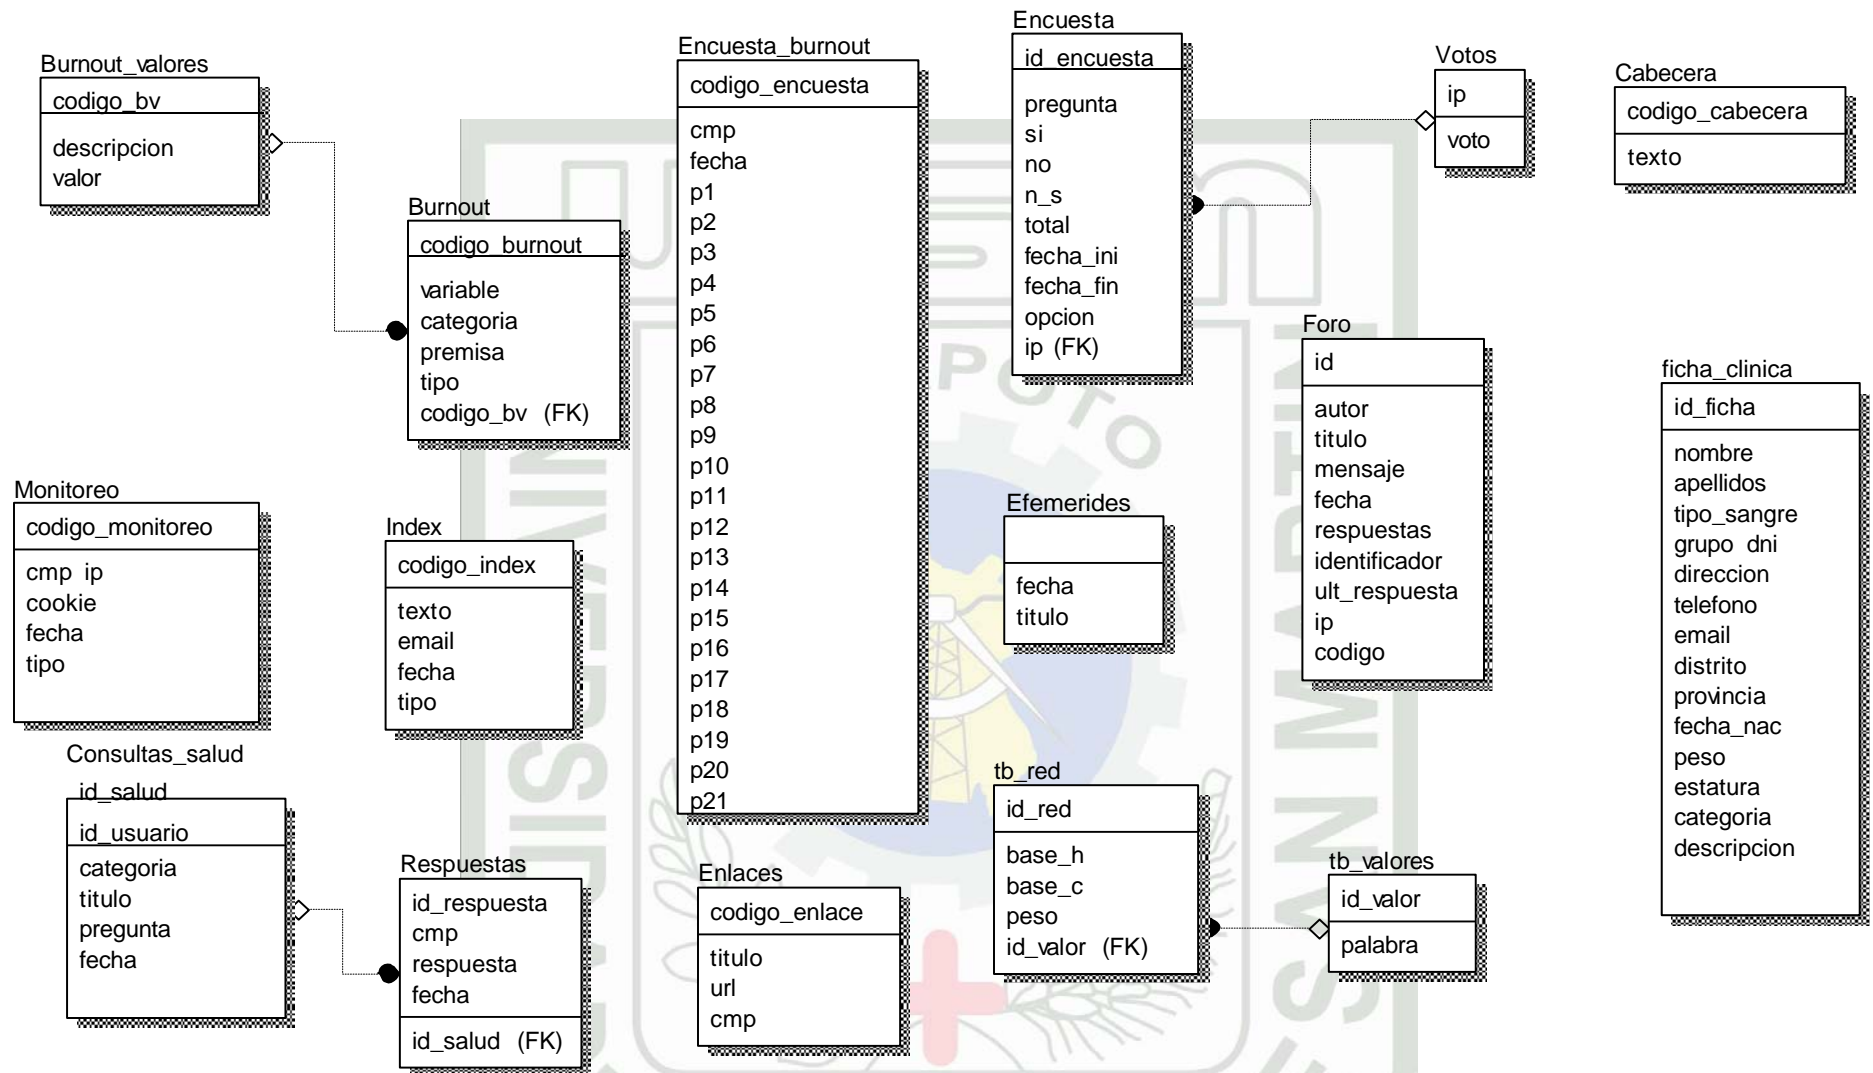 Burnout_valores
codigo_bv
descripcion
valor
Burnout
codigo_burnout
variable
categoria
premisa
tipo
codigo_bv (FK)
Encuesta_burnout
codigo_encuesta
cmp
fecha
p1
p2
p3
p4
p5
p6
p7
p8
p9
p10
p11
p12
p13
p14
p15
p16
p17
p18
p19
p20
p21
Encuesta
id_encuesta
pregunta
si
no
n_s
total
fecha_ini
fecha_fin
opcion
ip (FK)
Votos
ip
voto
Cabecera
codigo_cabecera
texto
Foro
id
autor
titulo
mensaje
fecha
respuestas
identificador
ult_respuesta
ip
codigo
ficha_clinica
id_ficha
nombre
apellidos
tipo_sangre
grupo dni
direccion
telefono
email
distrito
provincia
fecha_nac
peso
estatura
categoria
descripcion
Monitoreo
codigo_monitoreo
cmp ip
cookie
fecha
tipo
Index
codigo_index
texto
email
fecha
tipo
Efemerides
fecha
titulo
Consultas_salud
id_salud
id_usuario
categoria
titulo
pregunta
fecha
Respuestas
id_respuesta
cmp
respuesta
fecha
id_salud (FK)
Enlaces
codigo_enlace
titulo
url
cmp
tb_red
id_red
base_h
base_c
peso
id_valor (FK)
tb_valores
id_valor
palabra
SAN MARTIN